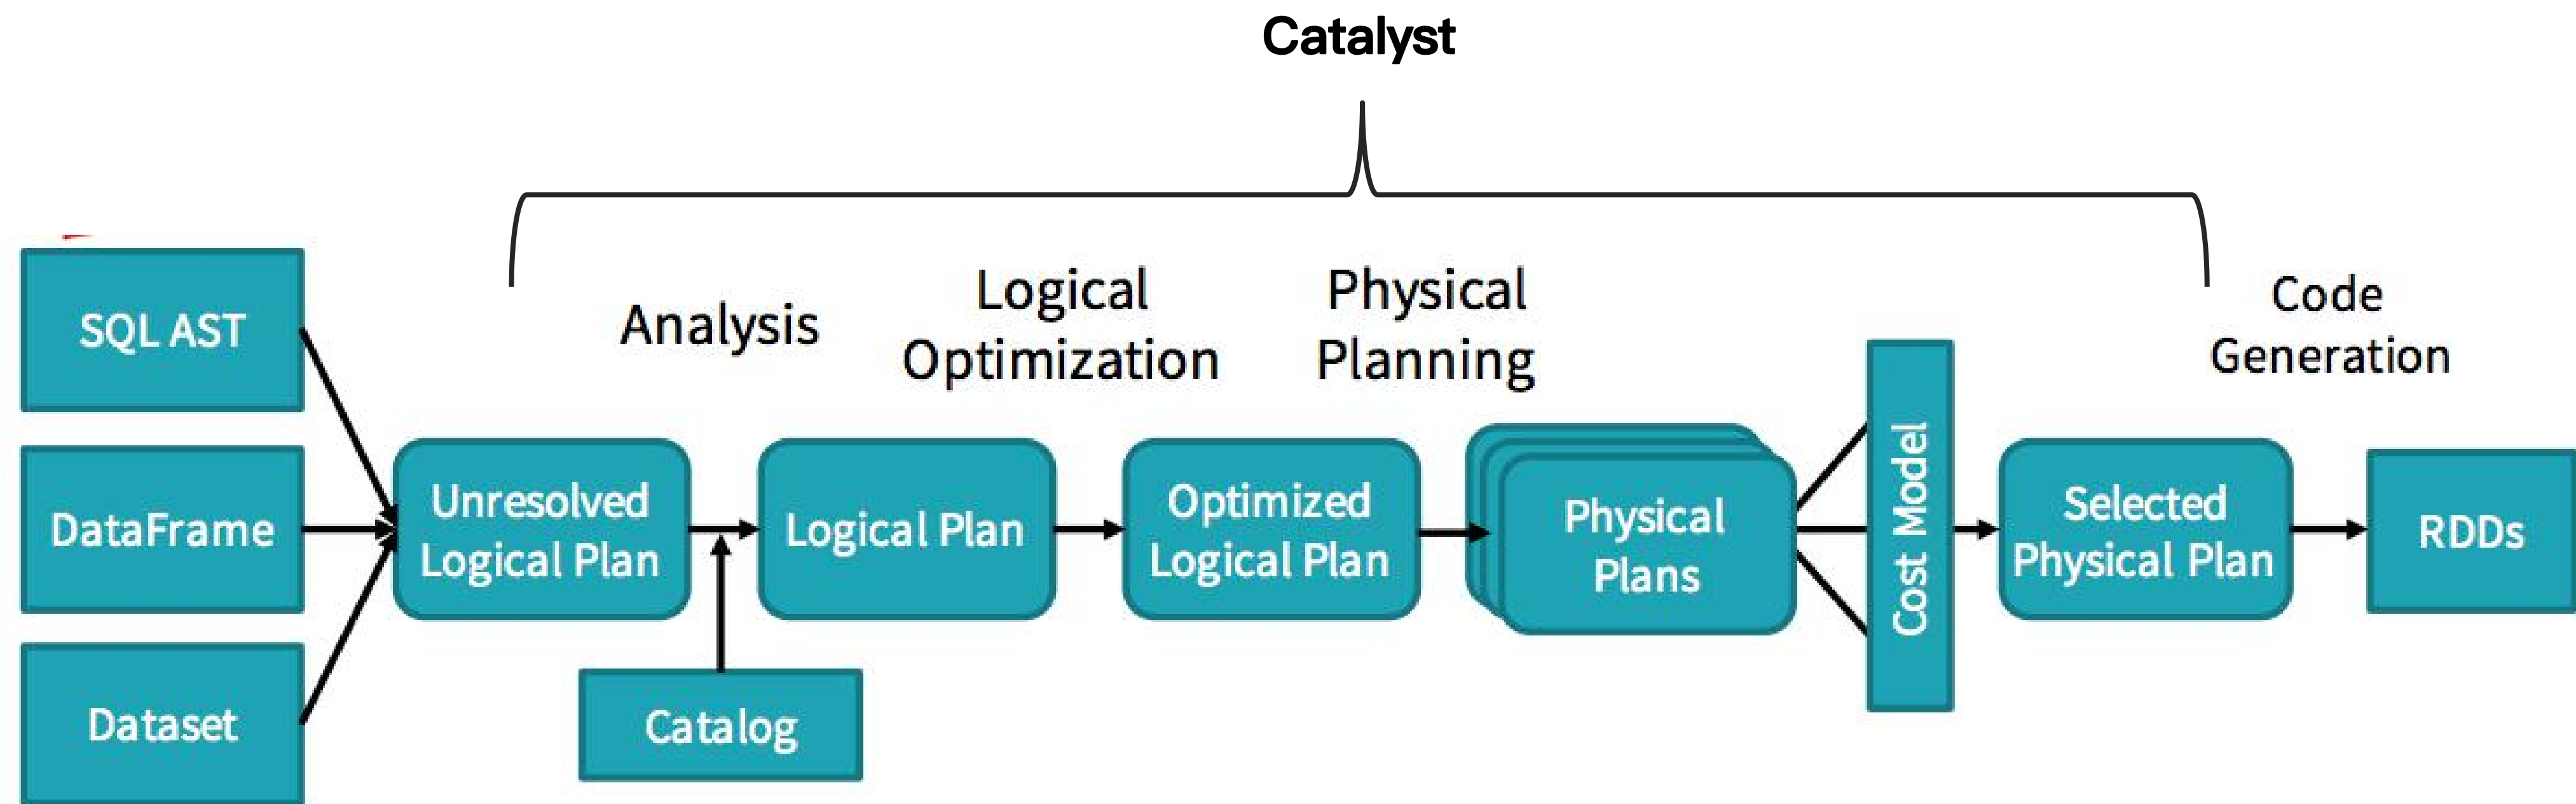 Catalyst
Analysis
Logical
Optimization
Physical
Planning
Code
Generation
SQL AST
DataFrame
Dataset
Unresolved
Logical Plan
Catalog
Logical Plan
Optimized
Logical Plan
Physical
Plans
Cost Model
Selected
Physical Plan
RDDs